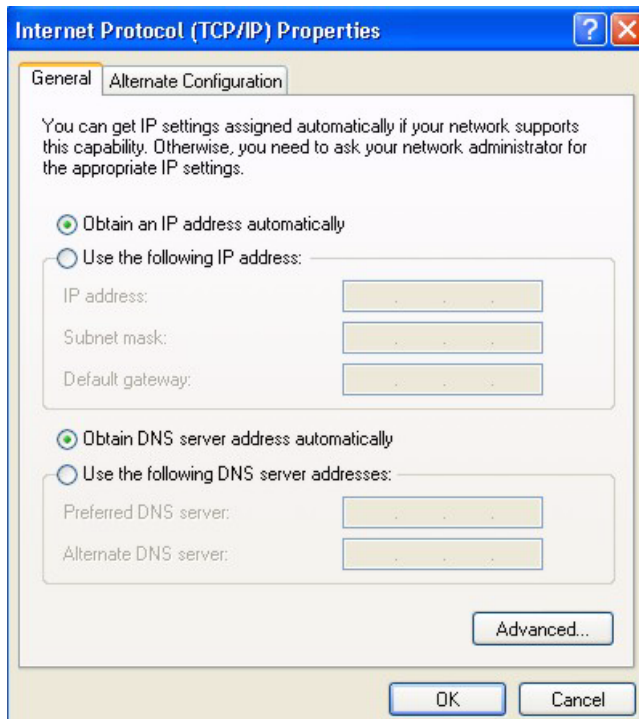 Internet Protocol (TCP/IP) Properties
General
Alternate Configuration
You can get IP settings assigned automatically if your network supports
this capability. Otherwise, you need to ask your network administrator for
the appropriate IP settings.
Obtain an IP address automatically
Use the following IP address:
IP address:
Subnet mask:
Default gateway:
Obtain DNS server address automatically
Use the following DNS server addresses:
Preferred DNS server:
Alternate DNS server:
Advanced...
OK
Cancel